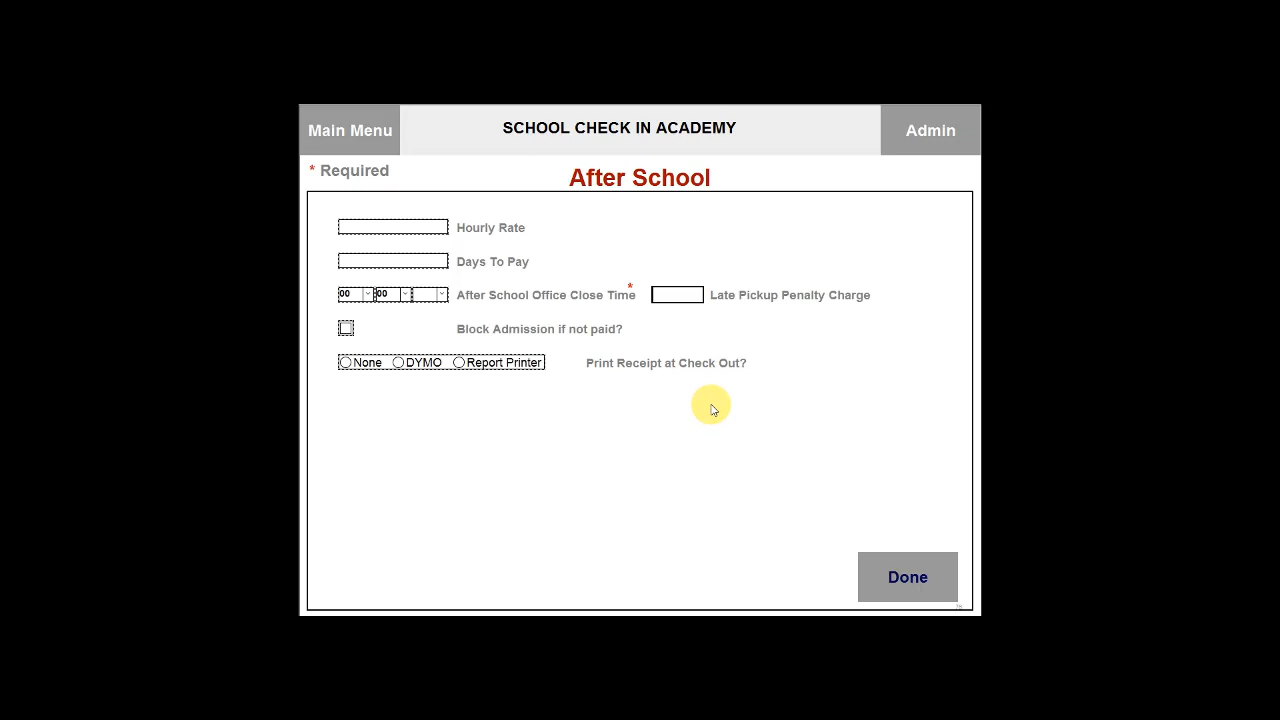 Main Menu SCHOOL CHECK IN ACADEMY Admin
* Required
After School
Hourly Rate
Days To Pay
00 : 00 : After School Office Close Time * Late Pickup Penalty Charge
Block Admission if not paid?
None DYMO Report Printer Print Receipt at Check Out?
Done